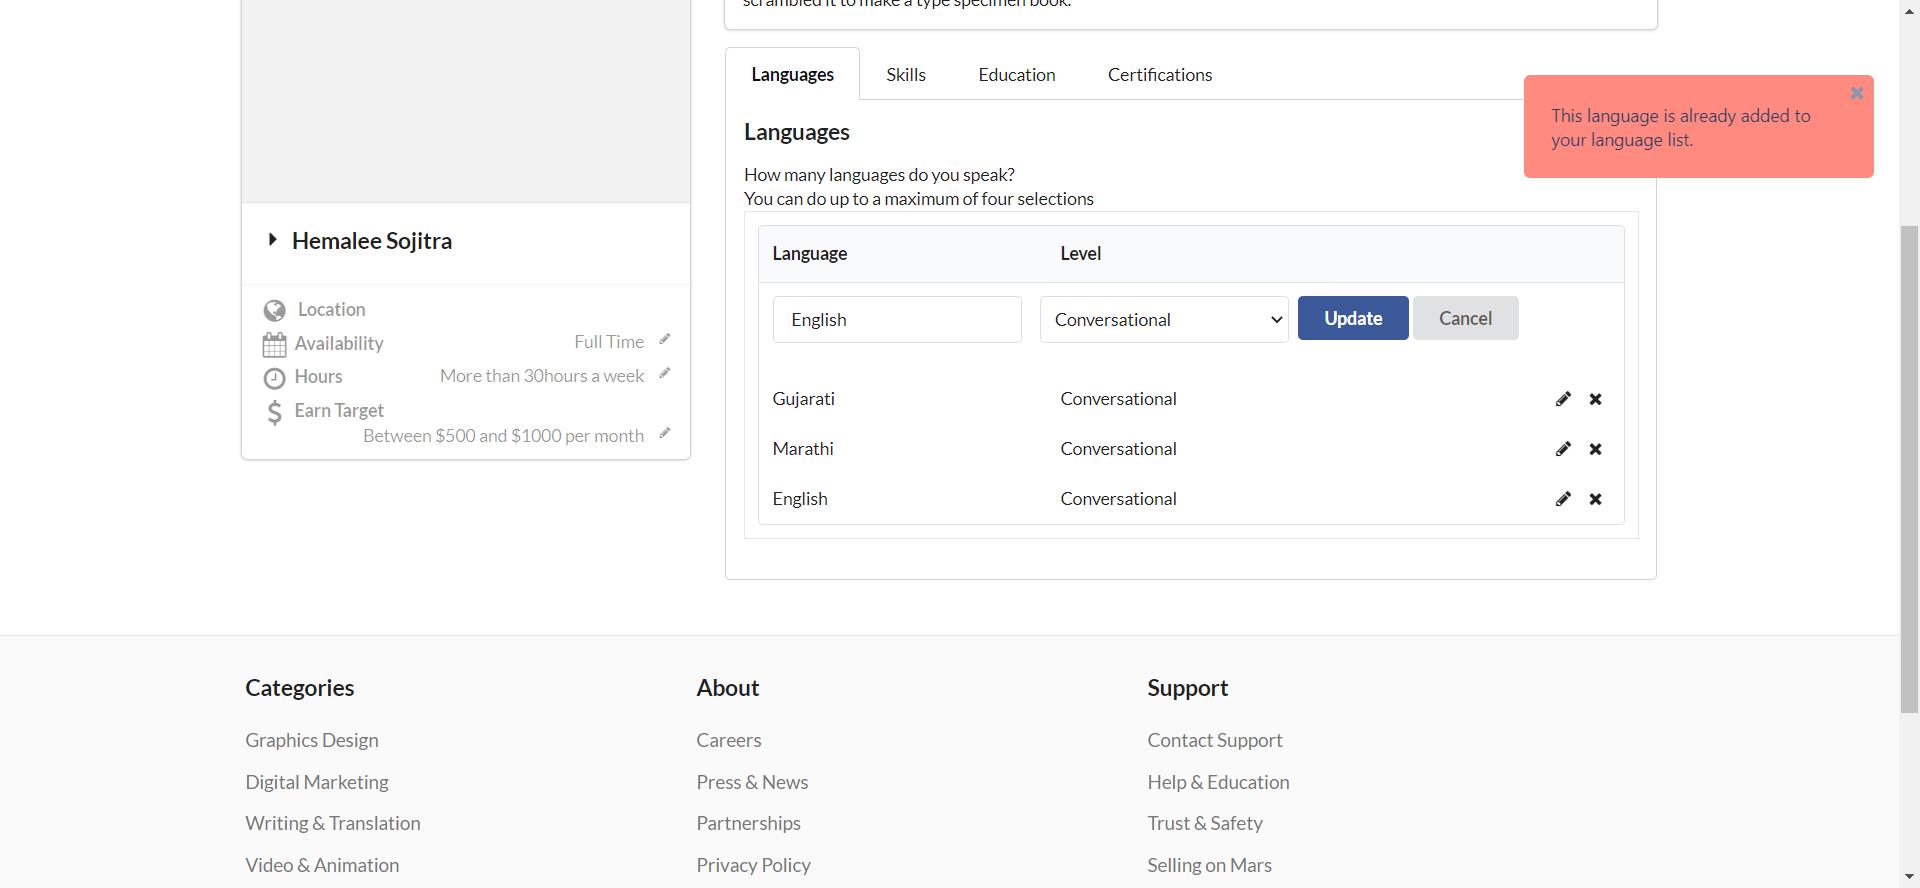 scrambled it to make a type specimen book.
Languages Skills Education Certifications
This language is already added to
your language list.
Languages
How many languages do you speak?
You can do up to a maximum of four selections
Language Level
English Conversational Update Cancel
Gujarati Conversational
Marathi Conversational
English Conversational
Hemalee Sojitra
Location
Availability Full Time
Hours More than 30hours a week
Earn Target
Between $500 and $1000 per month
Categories
Graphics Design
Digital Marketing
Writing & Translation
Video & Animation
About
Careers
Press & News
Partnerships
Privacy Policy
Support
Contact Support
Help & Education
Trust & Safety
Selling on Mars